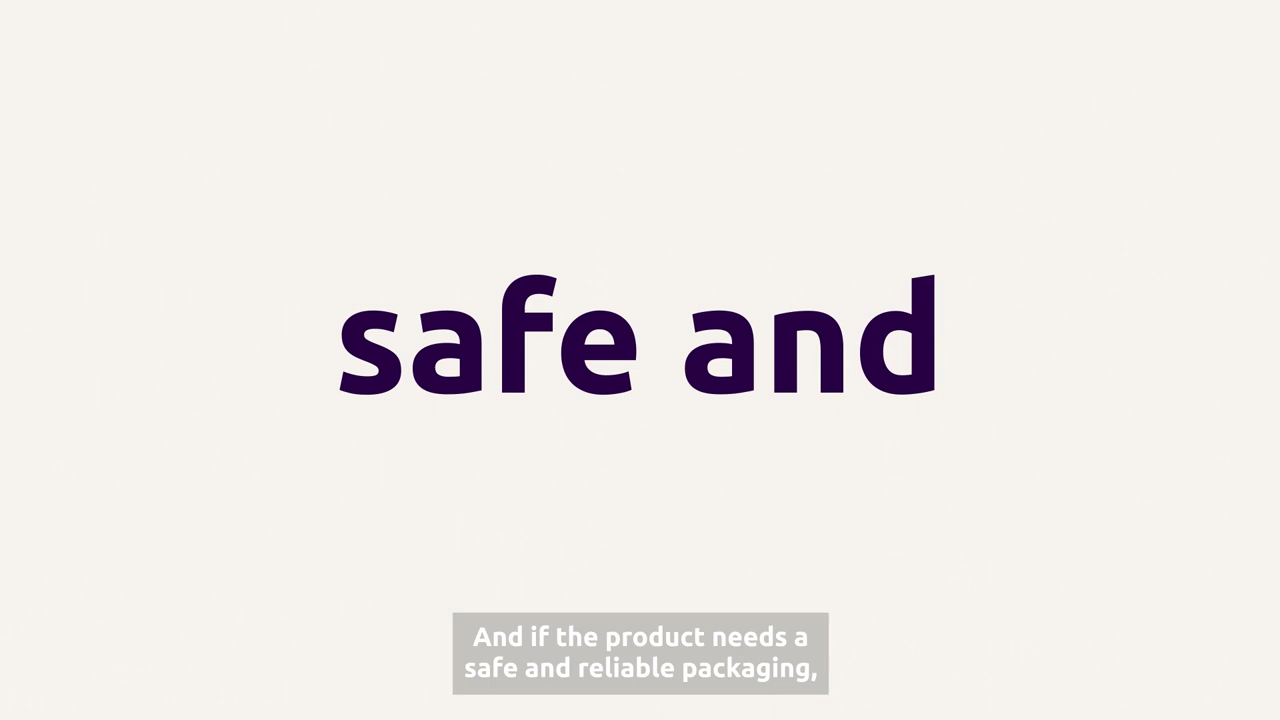 safe and
And if the product needs a
safe and reliable packaging,